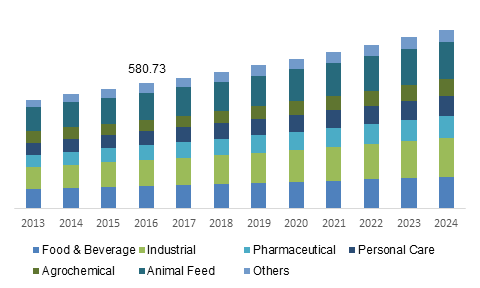 580.73
2013 2014 2015 2016 2017 2018 2019 2020 2021 2022 2023 2024
Food & Beverage Industrial Pharmaceutical Personal Care
Agrochemical Animal Feed Others